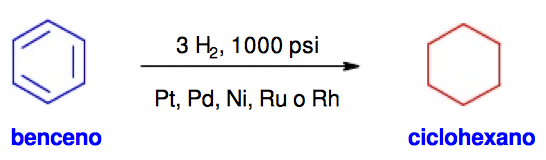 3 H₂, 1000 psi
Pt, Pd, Ni, Ru o Rh
benceno
ciclohexano